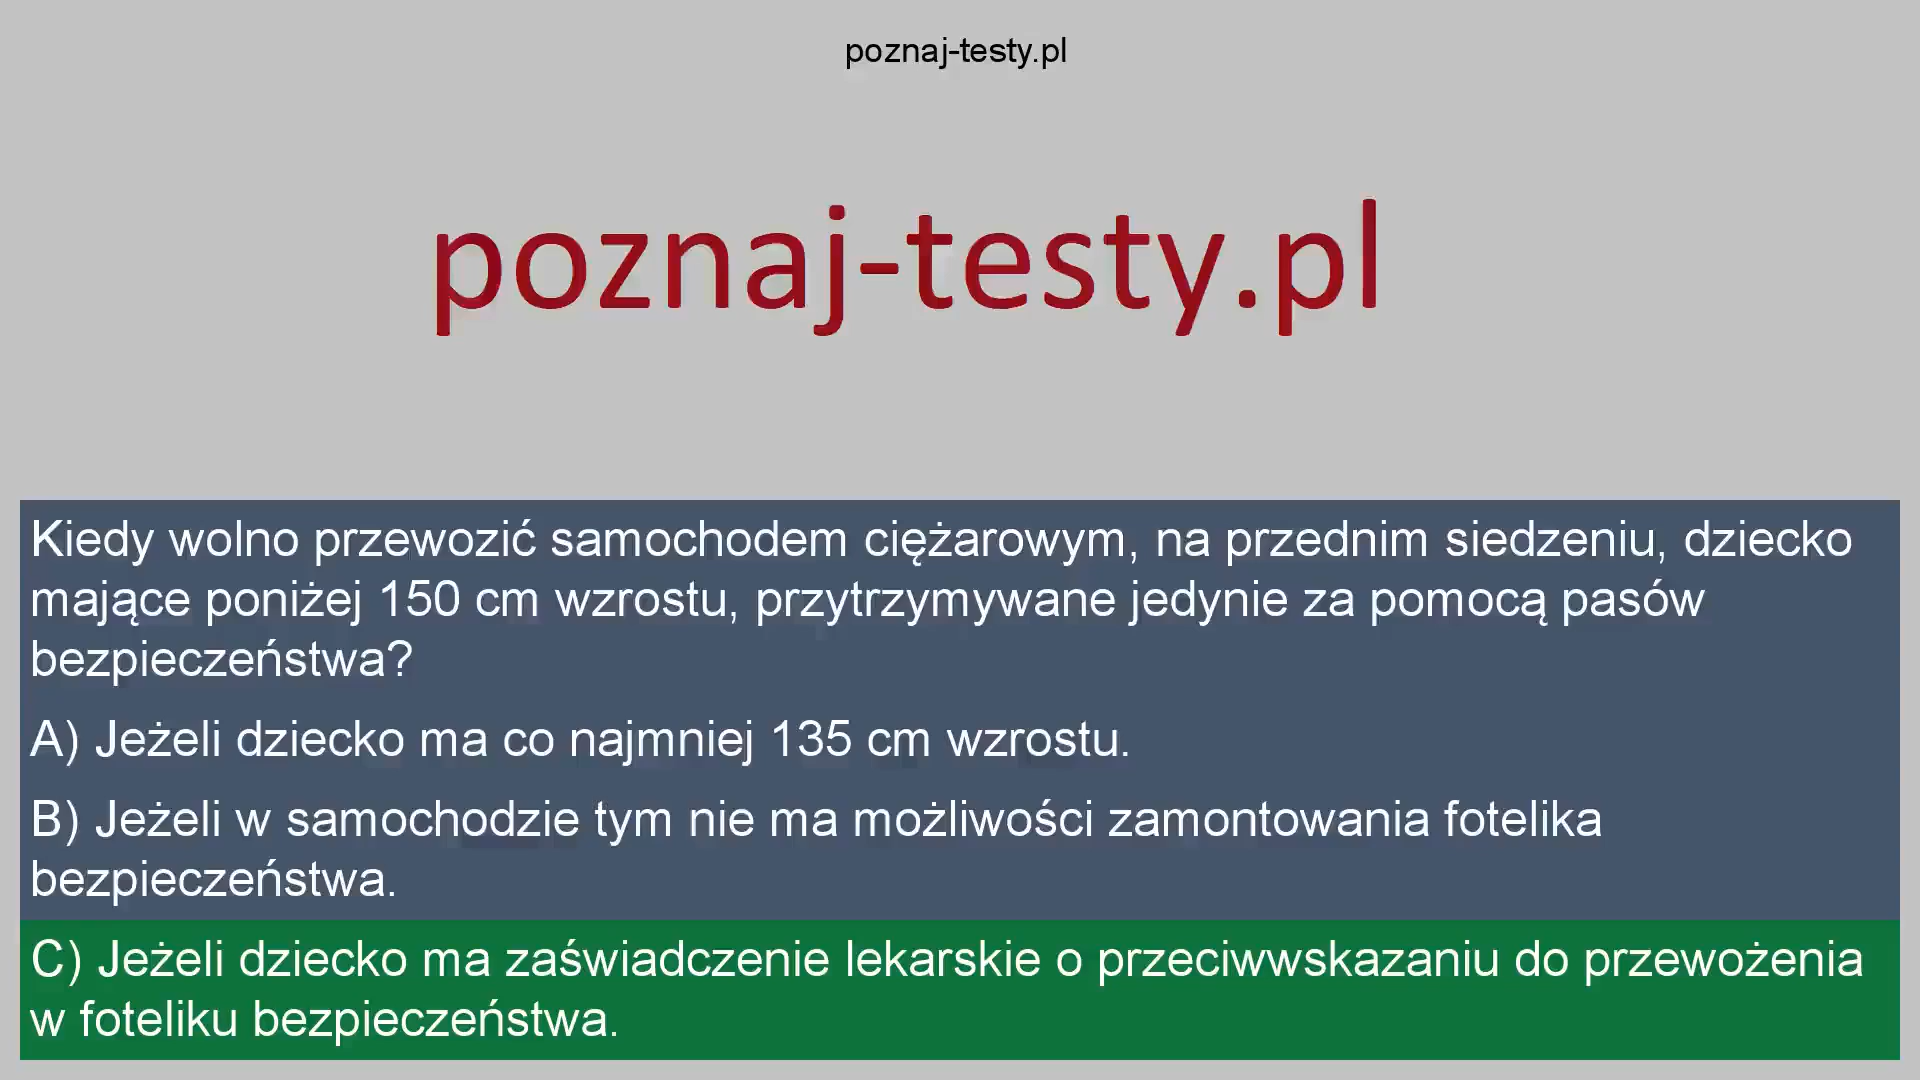 poznaj-testy.pl
poznaj-testy.pl
Kiedy wolno przewozić samochodem ciężarowym, na przednim siedzeniu, dziecko
mające poniżej 150 cm wzrostu, przytrzymywane jedynie za pomocą pasów
bezpieczeństwa?
A) Jeżeli dziecko ma co najmniej 135 cm wzrostu.
B) Jeżeli w samochodzie tym nie ma możliwości zamontowania fotelika
bezpieczeństwa.
C) Jeżeli dziecko ma zaświadczenie lekarskie o przeciwwskazaniu do przewożenia
w foteliku bezpieczeństwa.